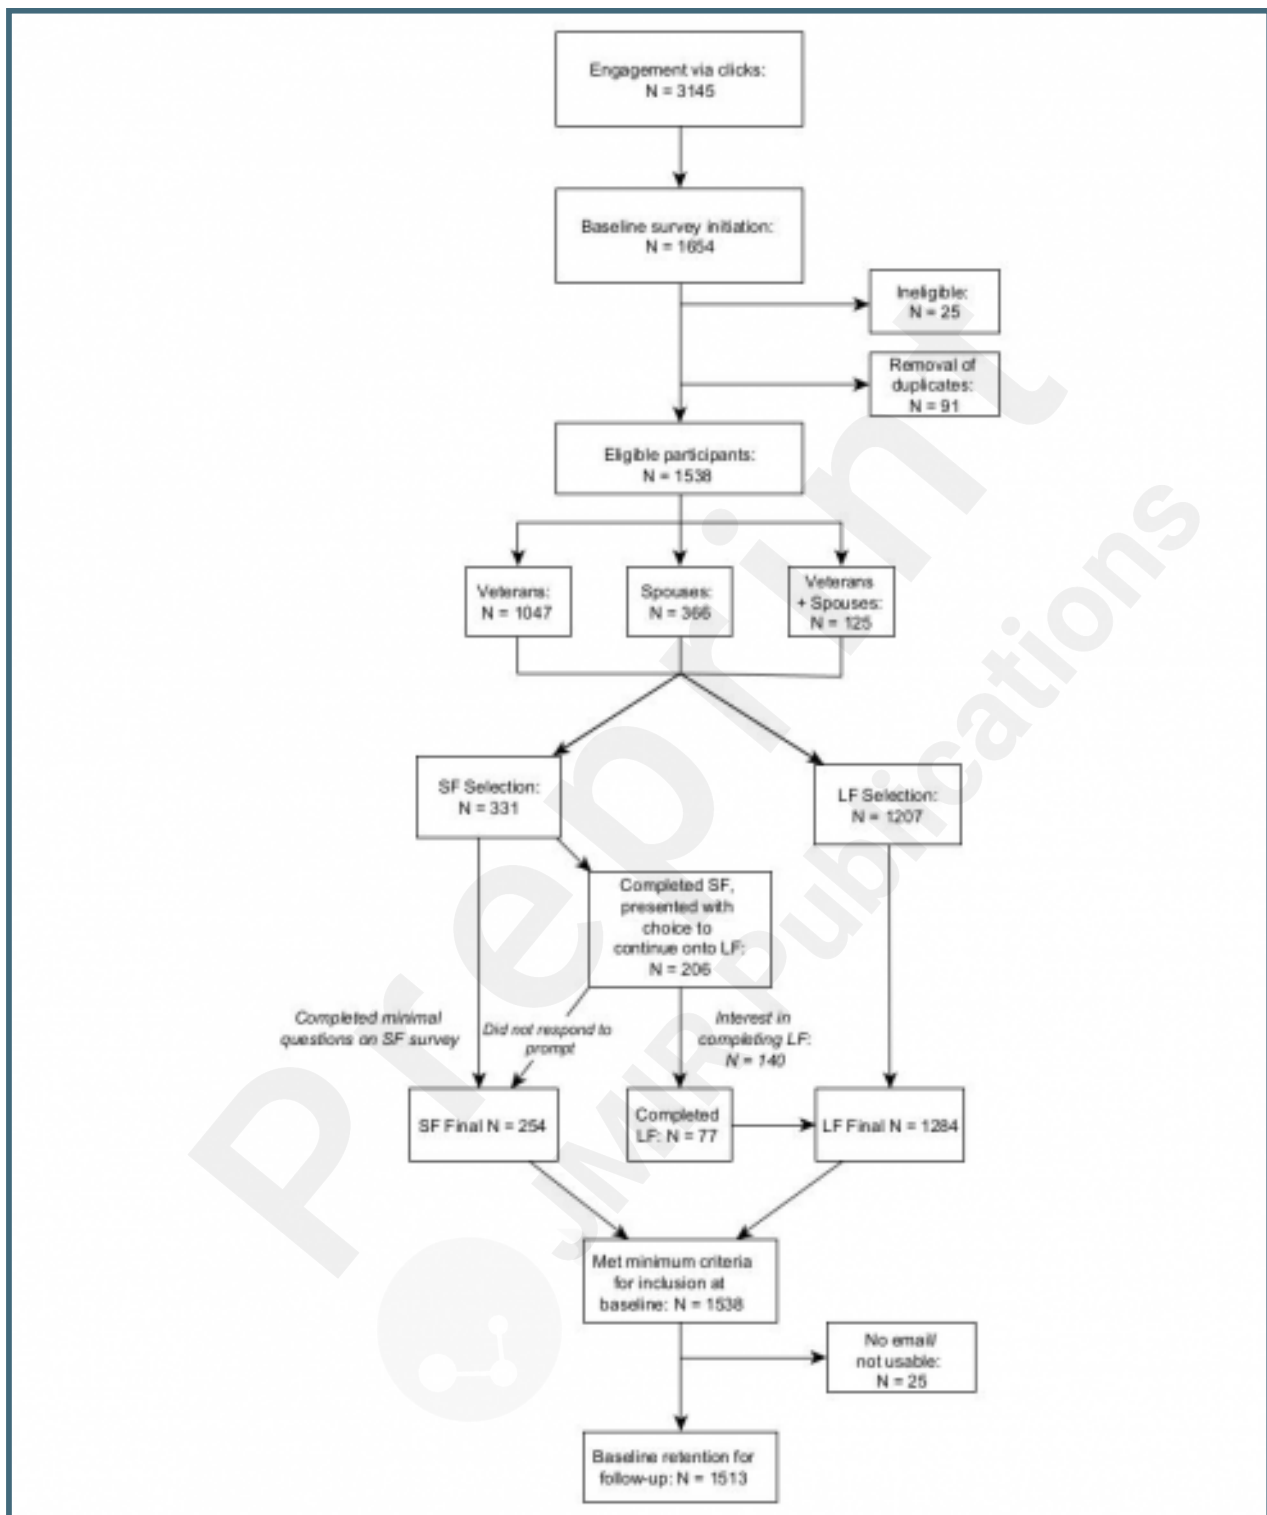 Engagement via clicks:
N = 3145
Baseline survey initiation:
N = 1654
Ineligible:
N = 25
Removal of
duplicates:
N = 91
Eligible participants:
N = 1538
Veterans:
N = 1047
Spouses:
N = 366
Veterans
+ Spouses:
N = 125
SF Selection:
N = 331
LF Selection:
N = 1207
Completed SF,
presented with
choice to
continue onto LF:
N = 206
Completed minimal
questions on SF survey
Did not respond to
prompt
Interest in
completing LF:
N = 140
SF Final N = 254
Completed
LF: N = 77
LF Final N = 1284
Met minimum criteria
for inclusion at
baseline: N = 1538
No email/
not usable:
N = 25
Baseline retention for
follow-up: N = 1513
Preprint
JMIR Publications